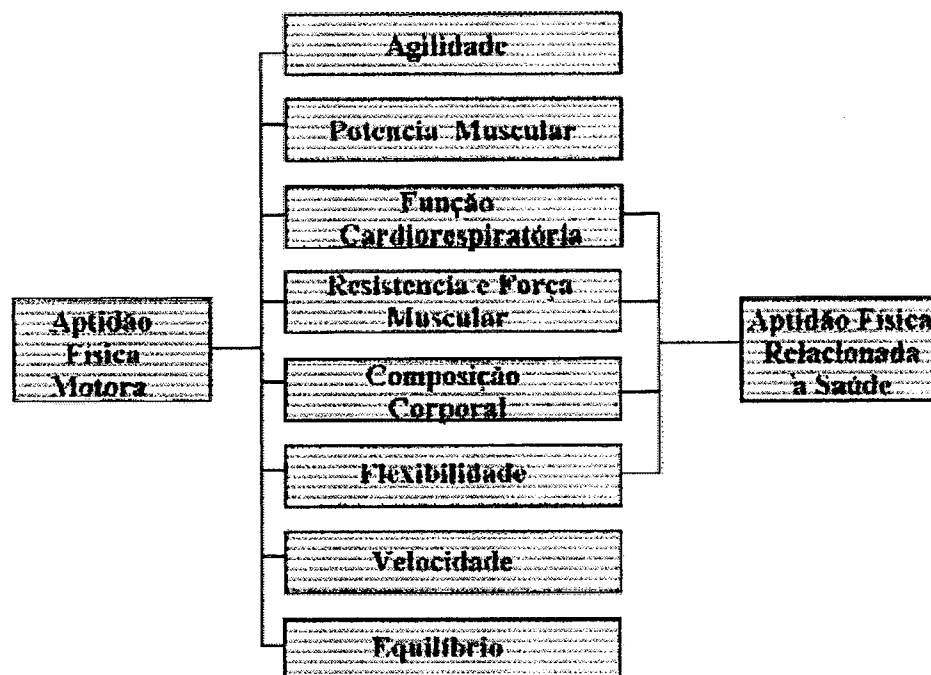 Agilidade
Potencia Muscular
Função
Cardiorespiratória
Resistencia e Força
Muscular
Aptidão
Física
Motora
Composição
Corporal
Aptidão Física
Relacionada
à Saúde
Flexibilidade
Velocidade
Equilíbrio